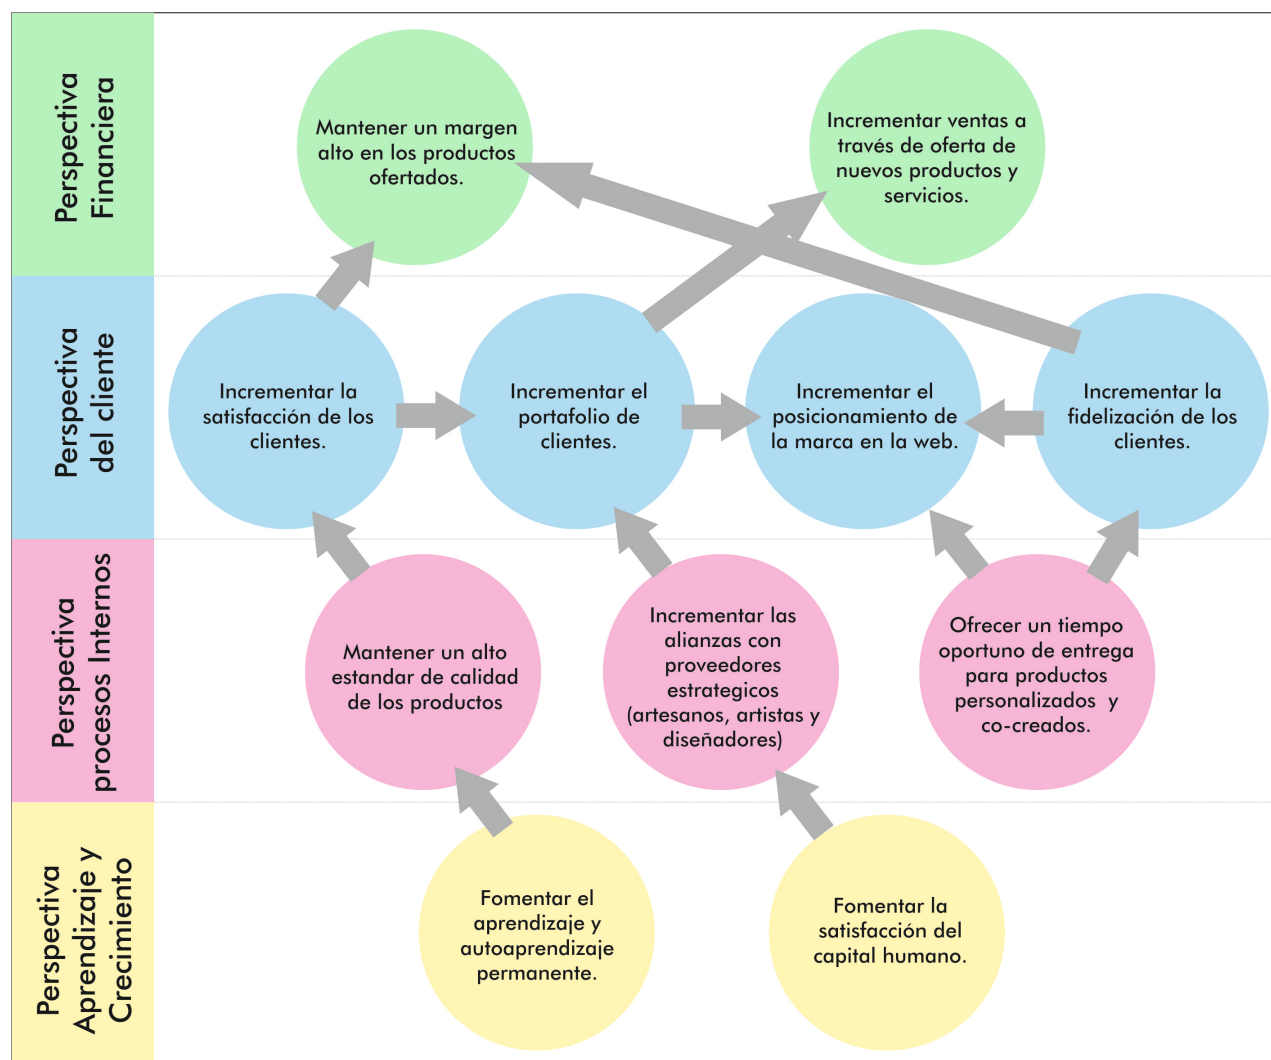 Perspectiva
Financiera
Mantener un margen
alto en los productos
ofertados.
Incrementar ventas a
través de oferta de
nuevos productos y
servicios.
Perspectiva
del cliente
Incrementar la
satisfacción de los
clientes.
Incrementar el
portafolio de
clientes.
Incrementar el
posicionamiento de
la marca en la web.
Incrementar la
fidelización de los
clientes.
Perspectiva
procesos Internos
Mantener un alto
estandar de calidad
de los productos
Incrementar las
alianzas con
proveedores
estrategicos
(artesanos, artistas y
diseñadores)
Ofrecer un tiempo
oportuno de entrega
para productos
personalizados y
co-creados.
Perspectiva
Aprendizaje y
Crecimiento
Fomentar el
aprendizaje y
autoaprendizaje
permanente.
Fomentar la
satisfacción del
capital humano.